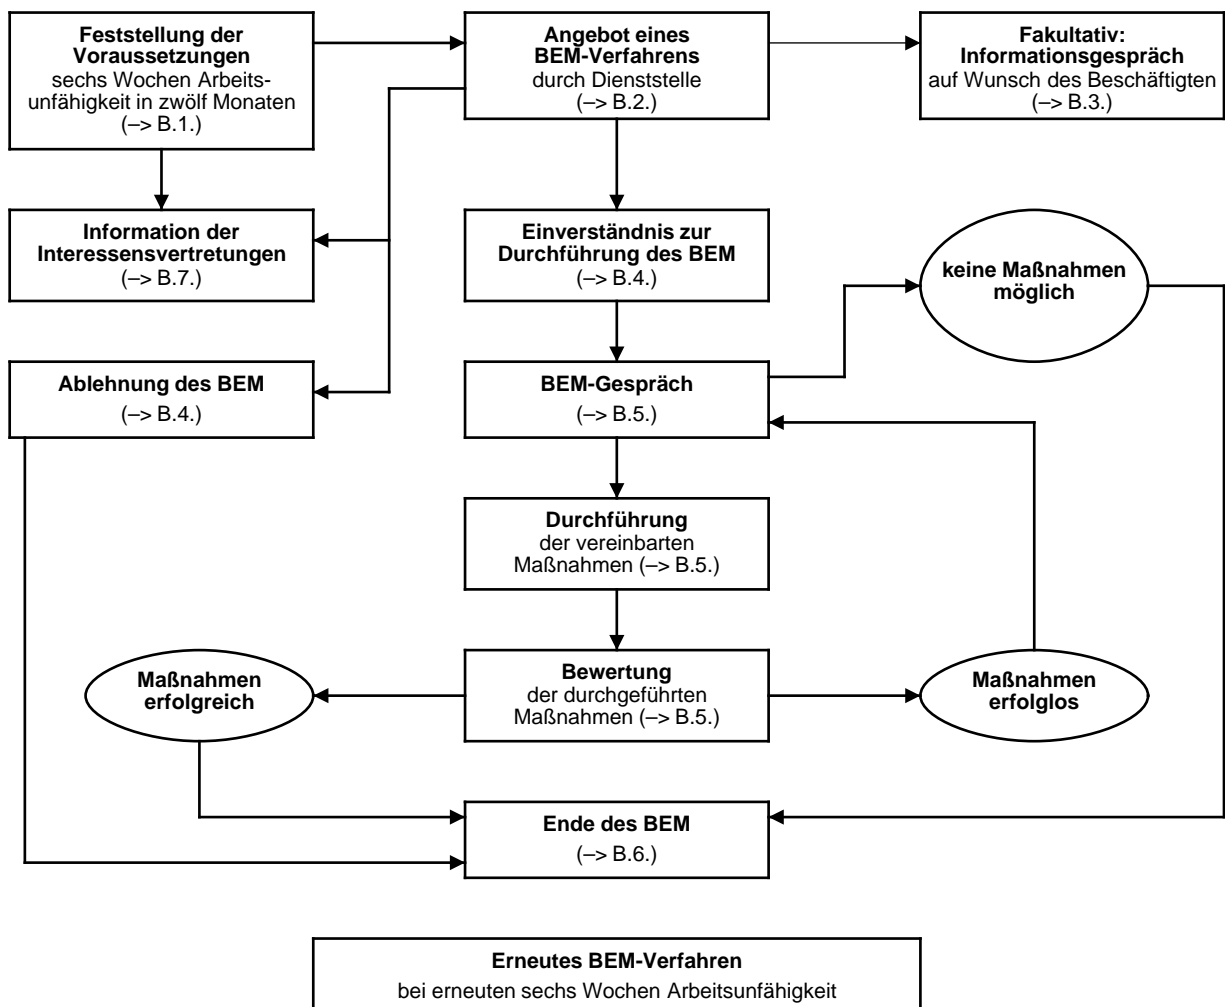 Feststellung der
Voraussetzungen
sechs Wochen Arbeits-
unfähigkeit in zwölf Monaten
(–> B.1.)
Angebot eines
BEM-Verfahrens
durch Dienststelle
(–> B.2.)
Fakultativ:
Informationsgespräch
auf Wunsch des Beschäftigten
(–> B.3.)
Information der
Interessensvertretungen
(–> B.7.)
Einverständnis zur
Durchführung des BEM
(–> B.4.)
keine Maßnahmen
möglich
Ablehnung des BEM
(–> B.4.)
BEM-Gespräch
(–> B.5.)
Durchführung
der vereinbarten
Maßnahmen (–> B.5.)
Maßnahmen
erfolgreich
Bewertung
der durchgeführten
Maßnahmen (–> B.5.)
Maßnahmen
erfolglos
Ende des BEM
(–> B.6.)
Erneutes BEM-Verfahren
bei erneuten sechs Wochen Arbeitsunfähigkeit